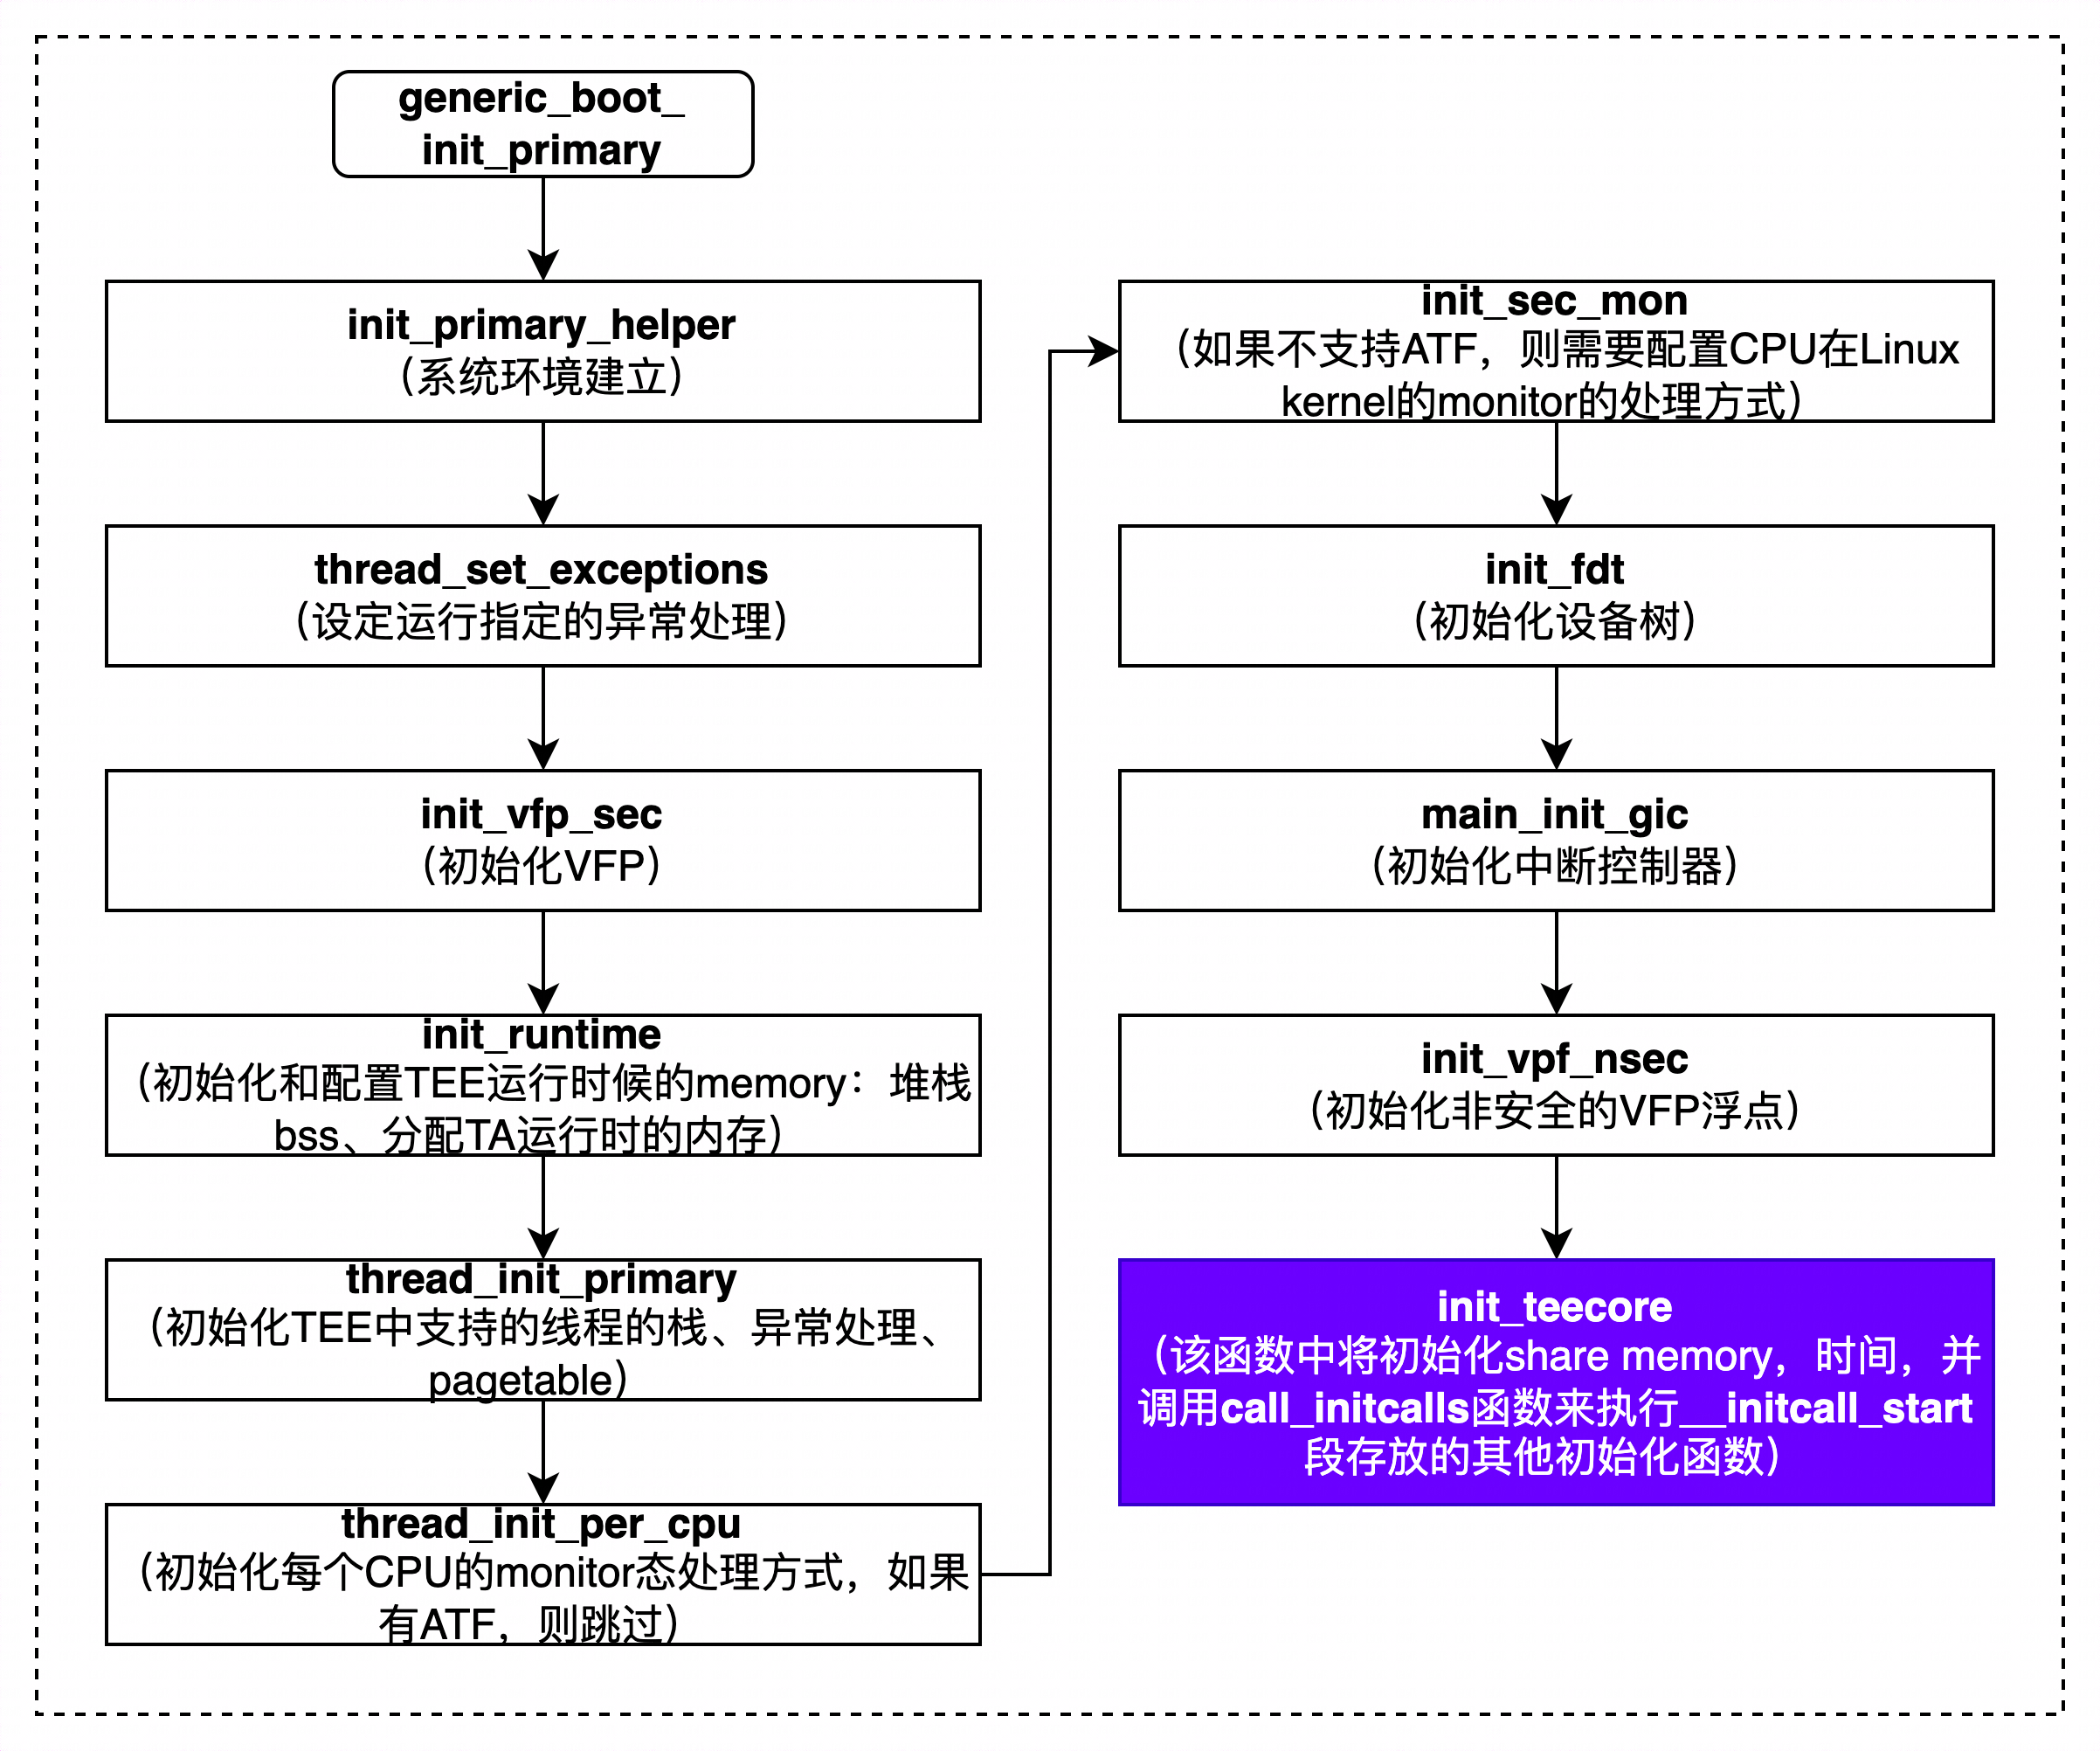 generic_boot_
init_primary
init_primary_helper
（系统环境建立）
thread_set_exceptions
（设定运行指定的异常处理）
init_vfp_sec
（初始化VFP）
init_runtime
（初始化和配置TEE运行时候的memory：堆栈
bss、分配TA运行时的内存）
thread_init_primary
（初始化TEE中支持的线程的栈、异常处理、
pagetable）
thread_init_per_cpu
（初始化每个CPU的monitor态处理方式，如果
有ATF，则跳过）
init_sec_mon
（如果不支持ATF，则需要配置CPU在Linux
kernel的monitor的处理方式）
init_fdt
（初始化设备树）
main_init_gic
（初始化中断控制器）
init_vpf_nsec
（初始化非安全的VFP浮点）
init_teecore
（该函数中将初始化share memory，时间，并
调用call_initcalls函数来执行__initcall_start
段存放的其他初始化函数）